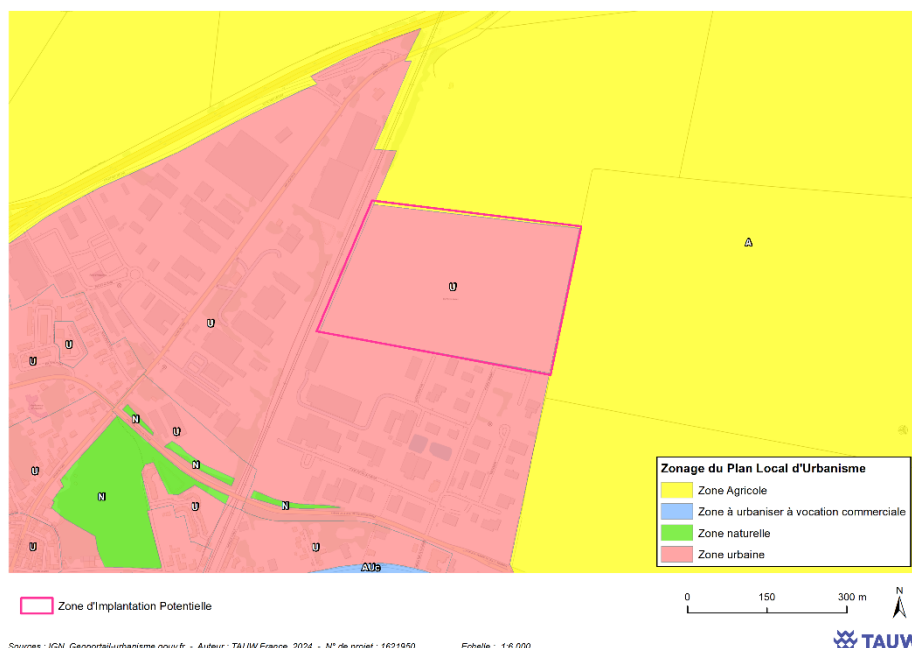 A
U
U
U
U
N
U
U
N
N
N
U
U
U
AUc
Zonage du Plan Local d'Urbanisme
Zone Agricole
Zone à urbaniser à vocation commerciale
Zone naturelle
Zone urbaine
Zone d'Implantation Potentielle
0 150 300 m
N
Sources : IGN, Geoportail-urbanisme.gouv.fr - Auteur : TAUW France, 2024 - N° de projet : 1621950 Echelle : 1:6 000
TAUW